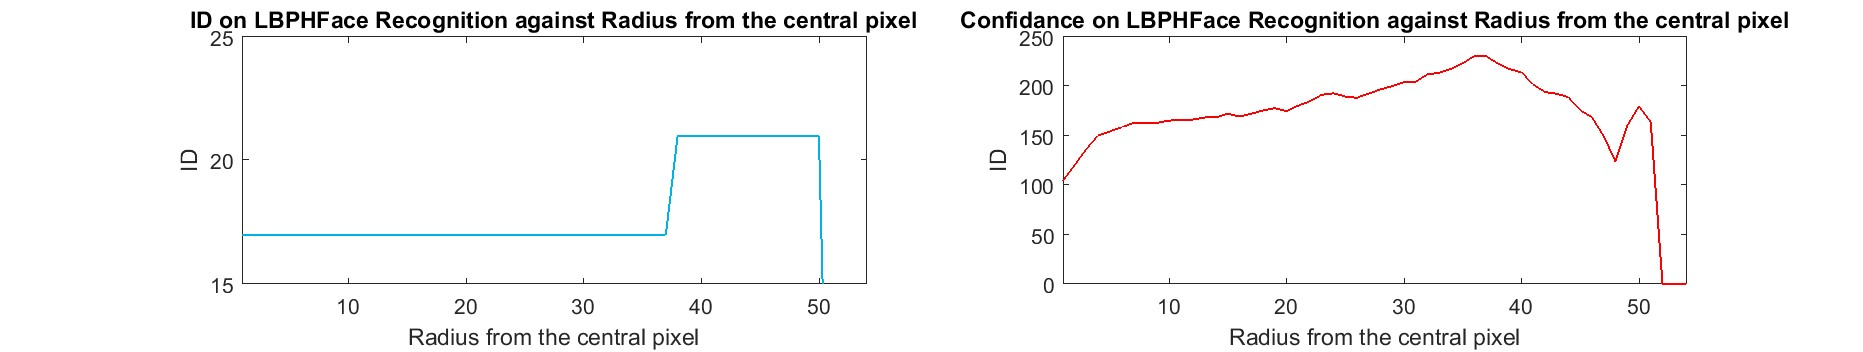 ID on LBPHFace Recognition against Radius from the central pixel
25
20
15
ID
10 20 30 40 50
Radius from the central pixel
Confidance on LBPHFace Recognition against Radius from the central pixel
250
200
150
100
50
0
ID
10 20 30 40 50
Radius from the central pixel